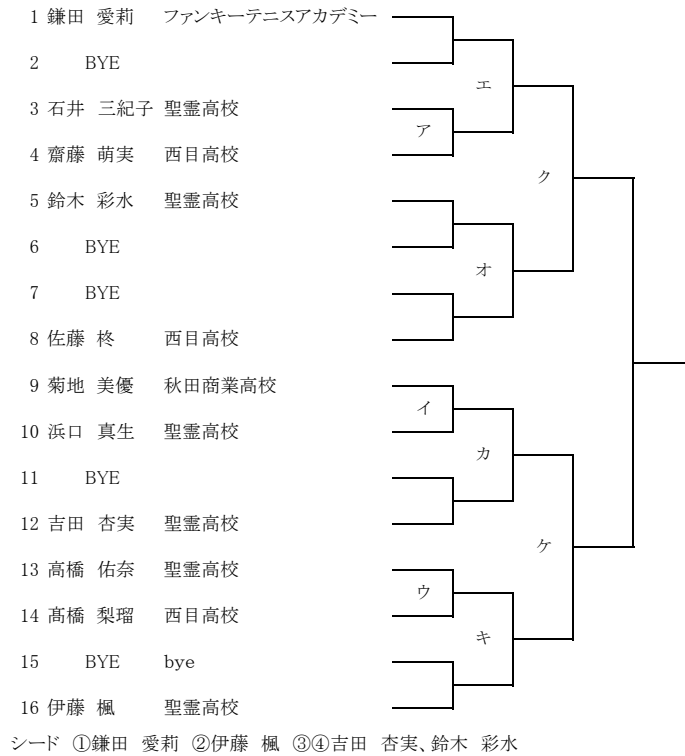 1 鎌田 愛莉 ファンキーテニスアカデミー
2 BYE
エ
3 石井 三紀子 聖霊高校
ア
4 齋藤 萌実 西目高校
ク
5 鈴木 彩水 聖霊高校
6 BYE
オ
7 BYE
8 佐藤 柊 西目高校
9 菊地 美優 秋田商業高校
イ
10 浜口 真生 聖霊高校
カ
11 BYE
12 吉田 杏実 聖霊高校
ケ
13 高橋 佑奈 聖霊高校
ウ
14 髙橋 梨瑠 西目高校
キ
15 BYE bye
16 伊藤 楓 聖霊高校
シード ①鎌田 愛莉 ②伊藤 楓 ③④吉田 杏実、鈴木 彩水